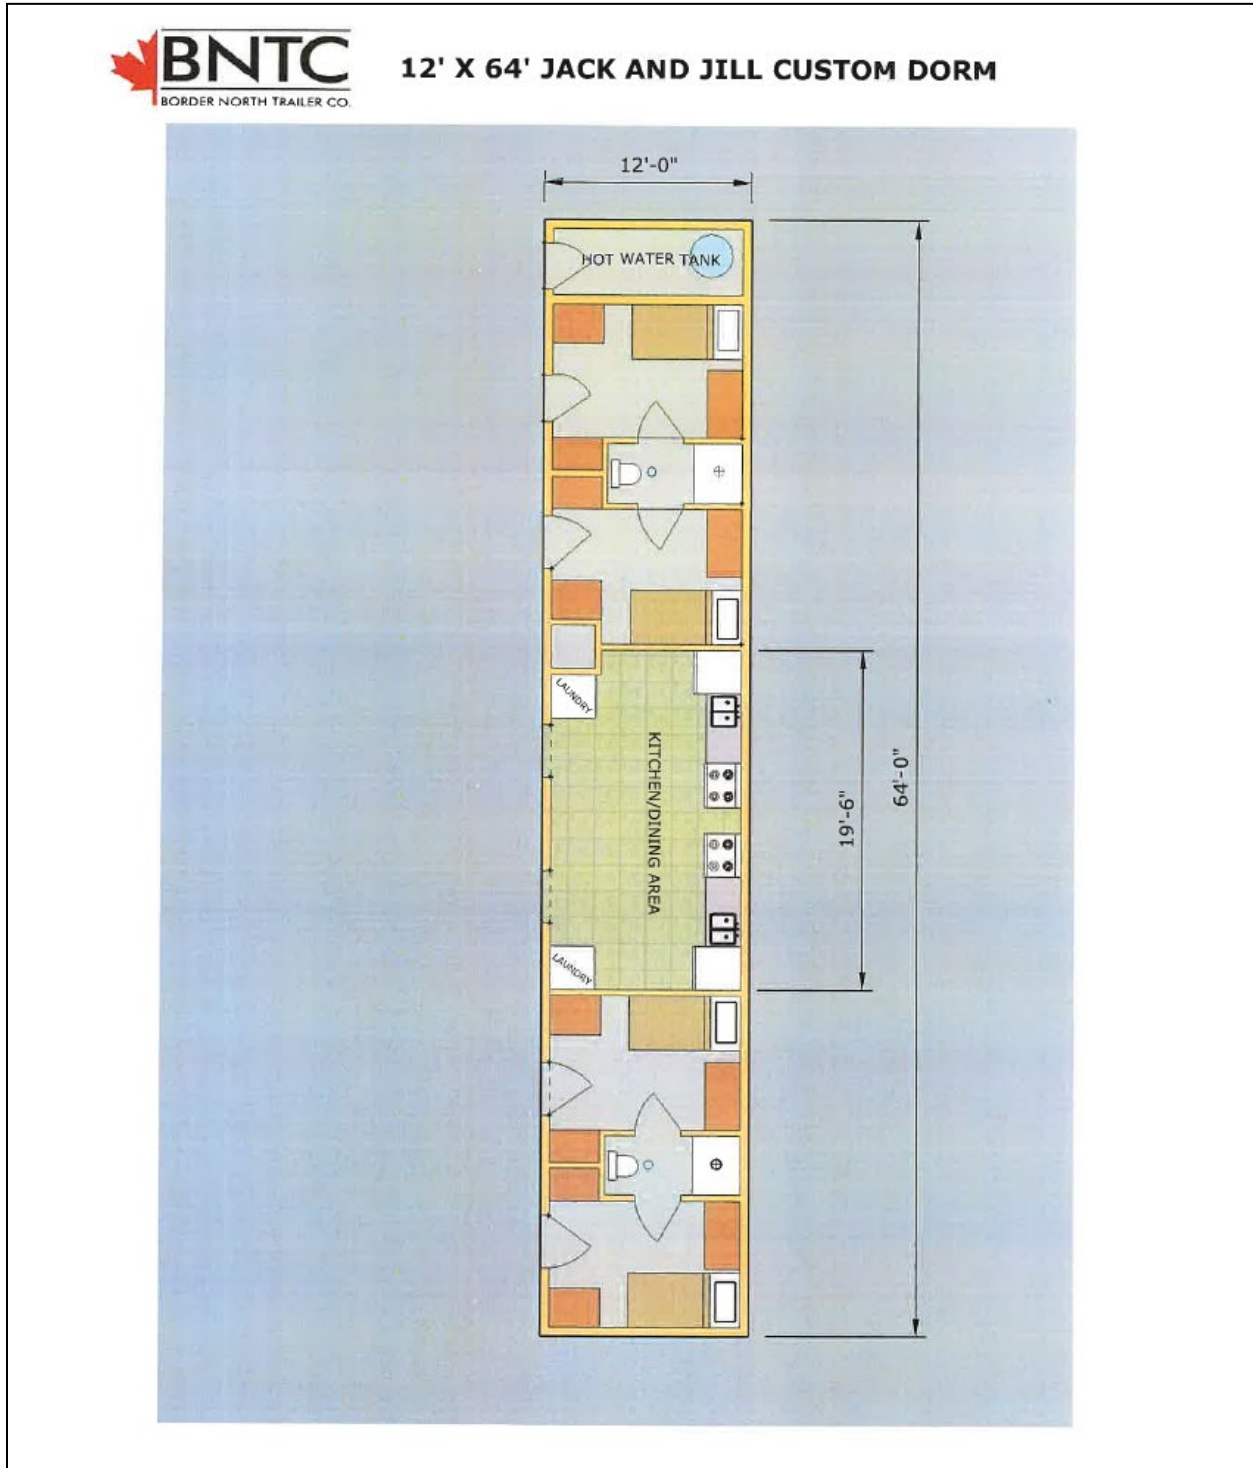 BNTC
BORDER NORTH TRAILER CO.
12' X 64' JACK AND JILL CUSTOM DORM
12'-0"
HOT WATER TANK
LAUNDRY
KITCHEN/DINING AREA
19'-6"
64'-0"
LAUNDRY